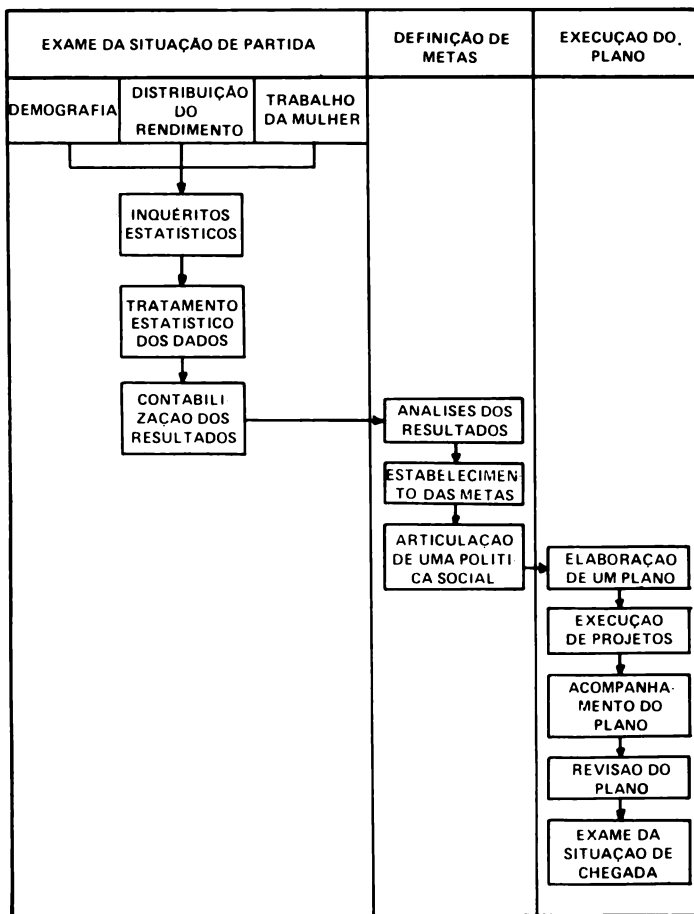 EXAME DA SITUAÇÃO DE PARTIDA
DEFINIÇÃO DE
METAS
EXECUÇAO DO.
PLANO
DEMOGRAFIA
DISTRIBUIÇÃO
DO
RENDIMENTO
TRABALHO
DA MULHER
INQUÉRITOS
ESTATÍSTICOS
TRATAMENTO
ESTATISTICO
DOS DADOS
CONTABILI-
ZAÇAO DOS
RESULTADOS
ANALISES DOS
RESULTADOS
ESTABELECIMEN-
TO DAS METAS
ARTICULAÇAO
DE UMA POLITI-
CA SOCIAL
ELABORAÇAO
DE UM PLANO
EXECUÇAO
DE PROJETOS
ACOMPANHA-
MENTO DO
PLANO
REVISAO DO
PLANO
EXAME DA
SITUAÇAO DE
CHEGADA